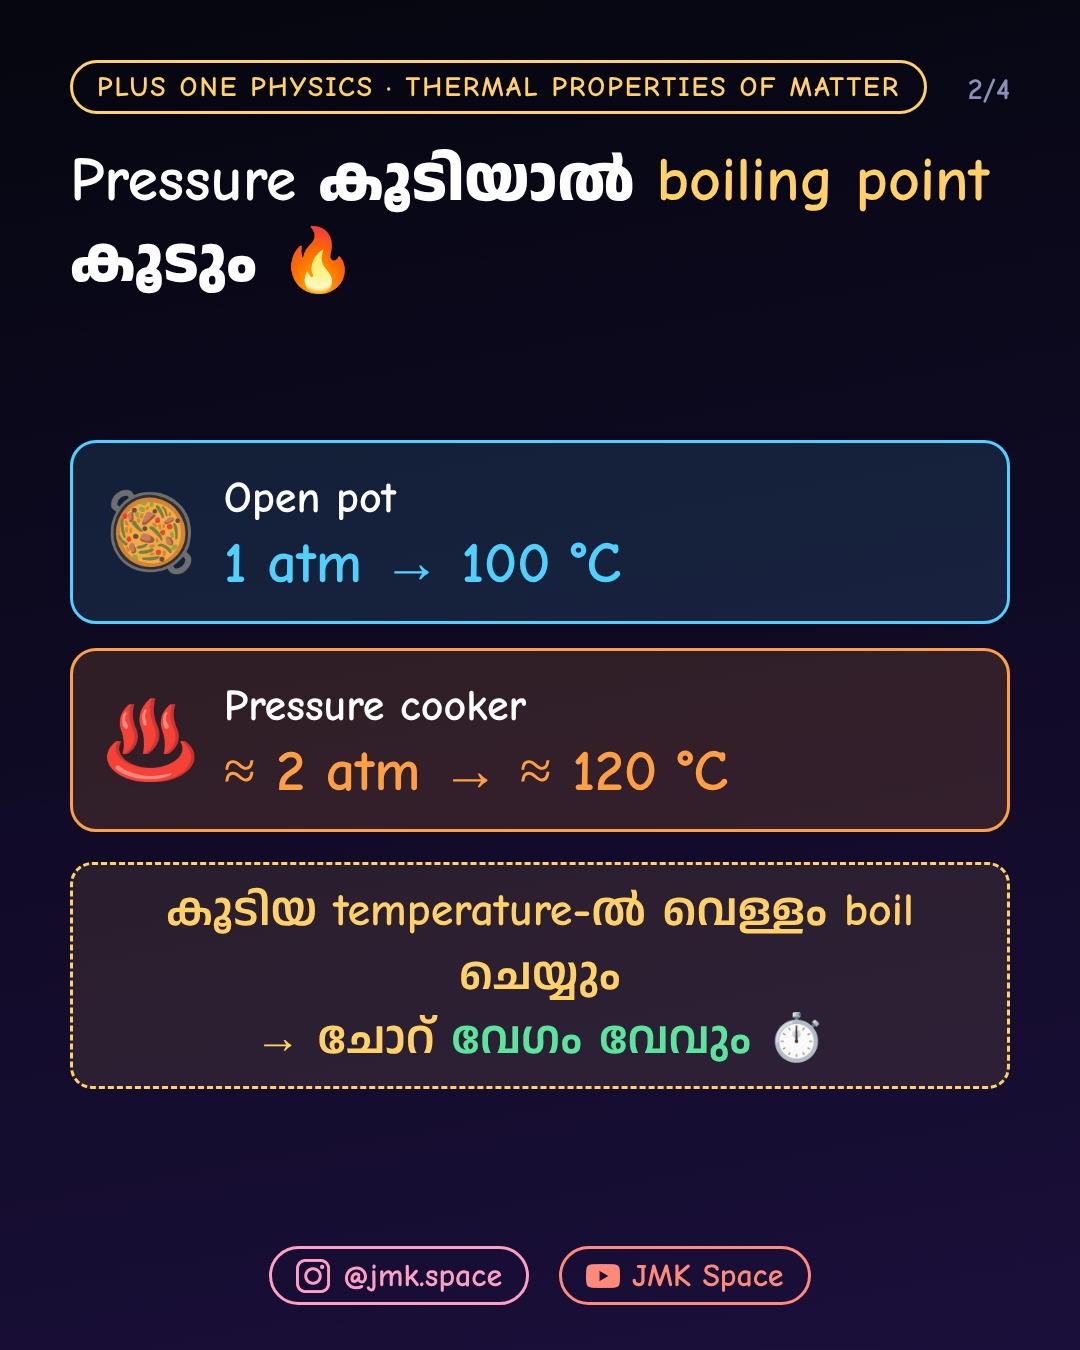 PLUS ONE PHYSICS · THERMAL PROPERTIES OF MATTER
2/4
Pressure കൂടിയാൽ boiling point
കൂടും 🔥
Open pot
1 atm → 100 °C
Pressure cooker
≈ 2 atm → ≈ 120 °C
കൂടിയ temperature-ൽ വെള്ളം boil
ചെയ്യും
→ ചോറ് വേഗം വേവും ⏱️
@jmk.space
JMK Space